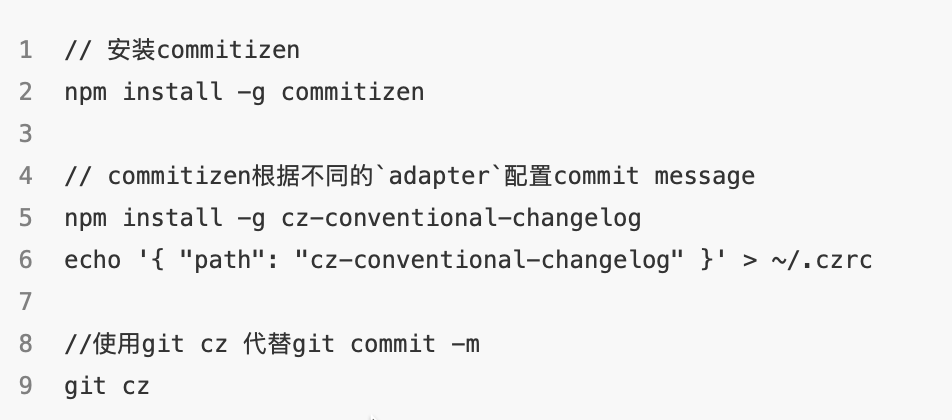 1 // 安装commitizen
2 npm install -g commitizen
3
4 // commitizen根据不同的`adapter`配置commit message
5 npm install -g cz-conventional-changelog
6 echo '{ "path": "cz-conventional-changelog" }' > ~/.czrc
7
8 //使用git cz 代替git commit -m
9 git cz